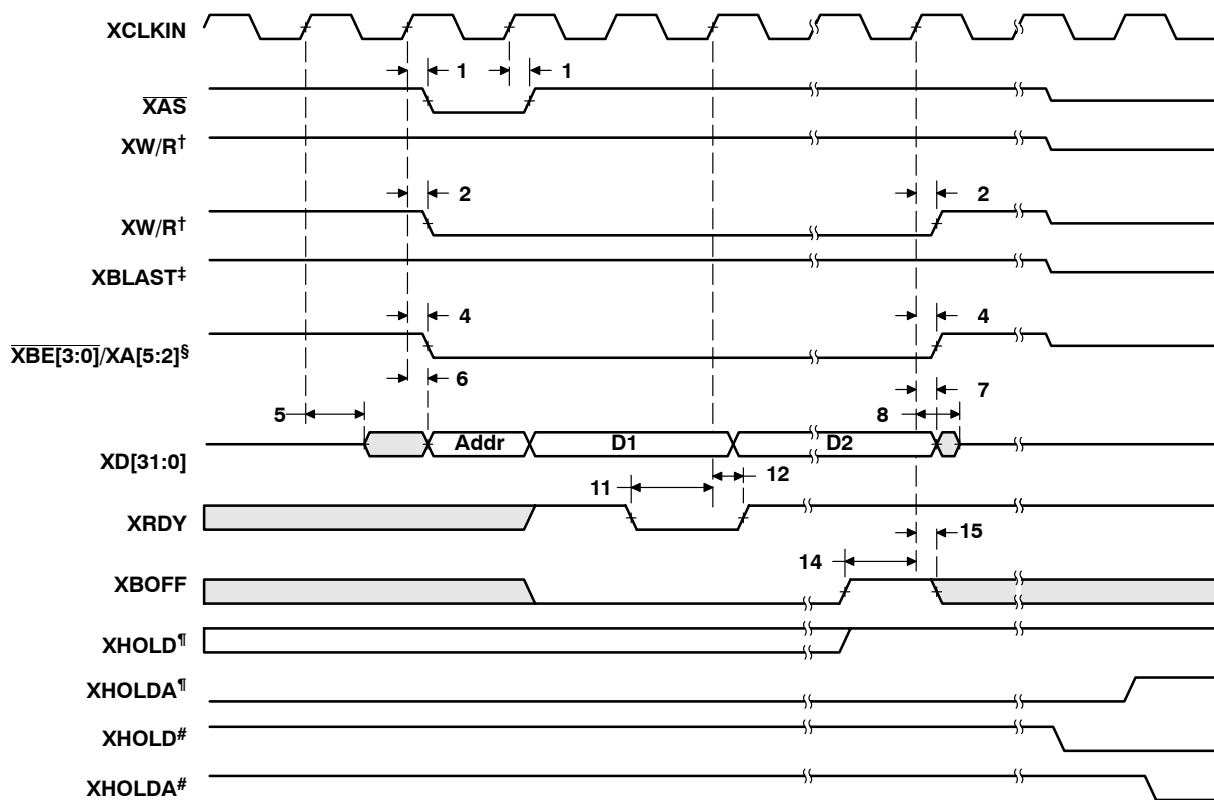 XCLKIN
1 1
XAS
XW/R†
2 2
XW/R†
XBLAST‡
4 4
XBE[3:0]/XA[5:2]§
6 7
5 8
Addr D1 D2
XD[31:0]
11 12
XRDY
15
14
XBOFF
XHOLD¶
XHOLDA¶
XHOLD#
XHOLDA#